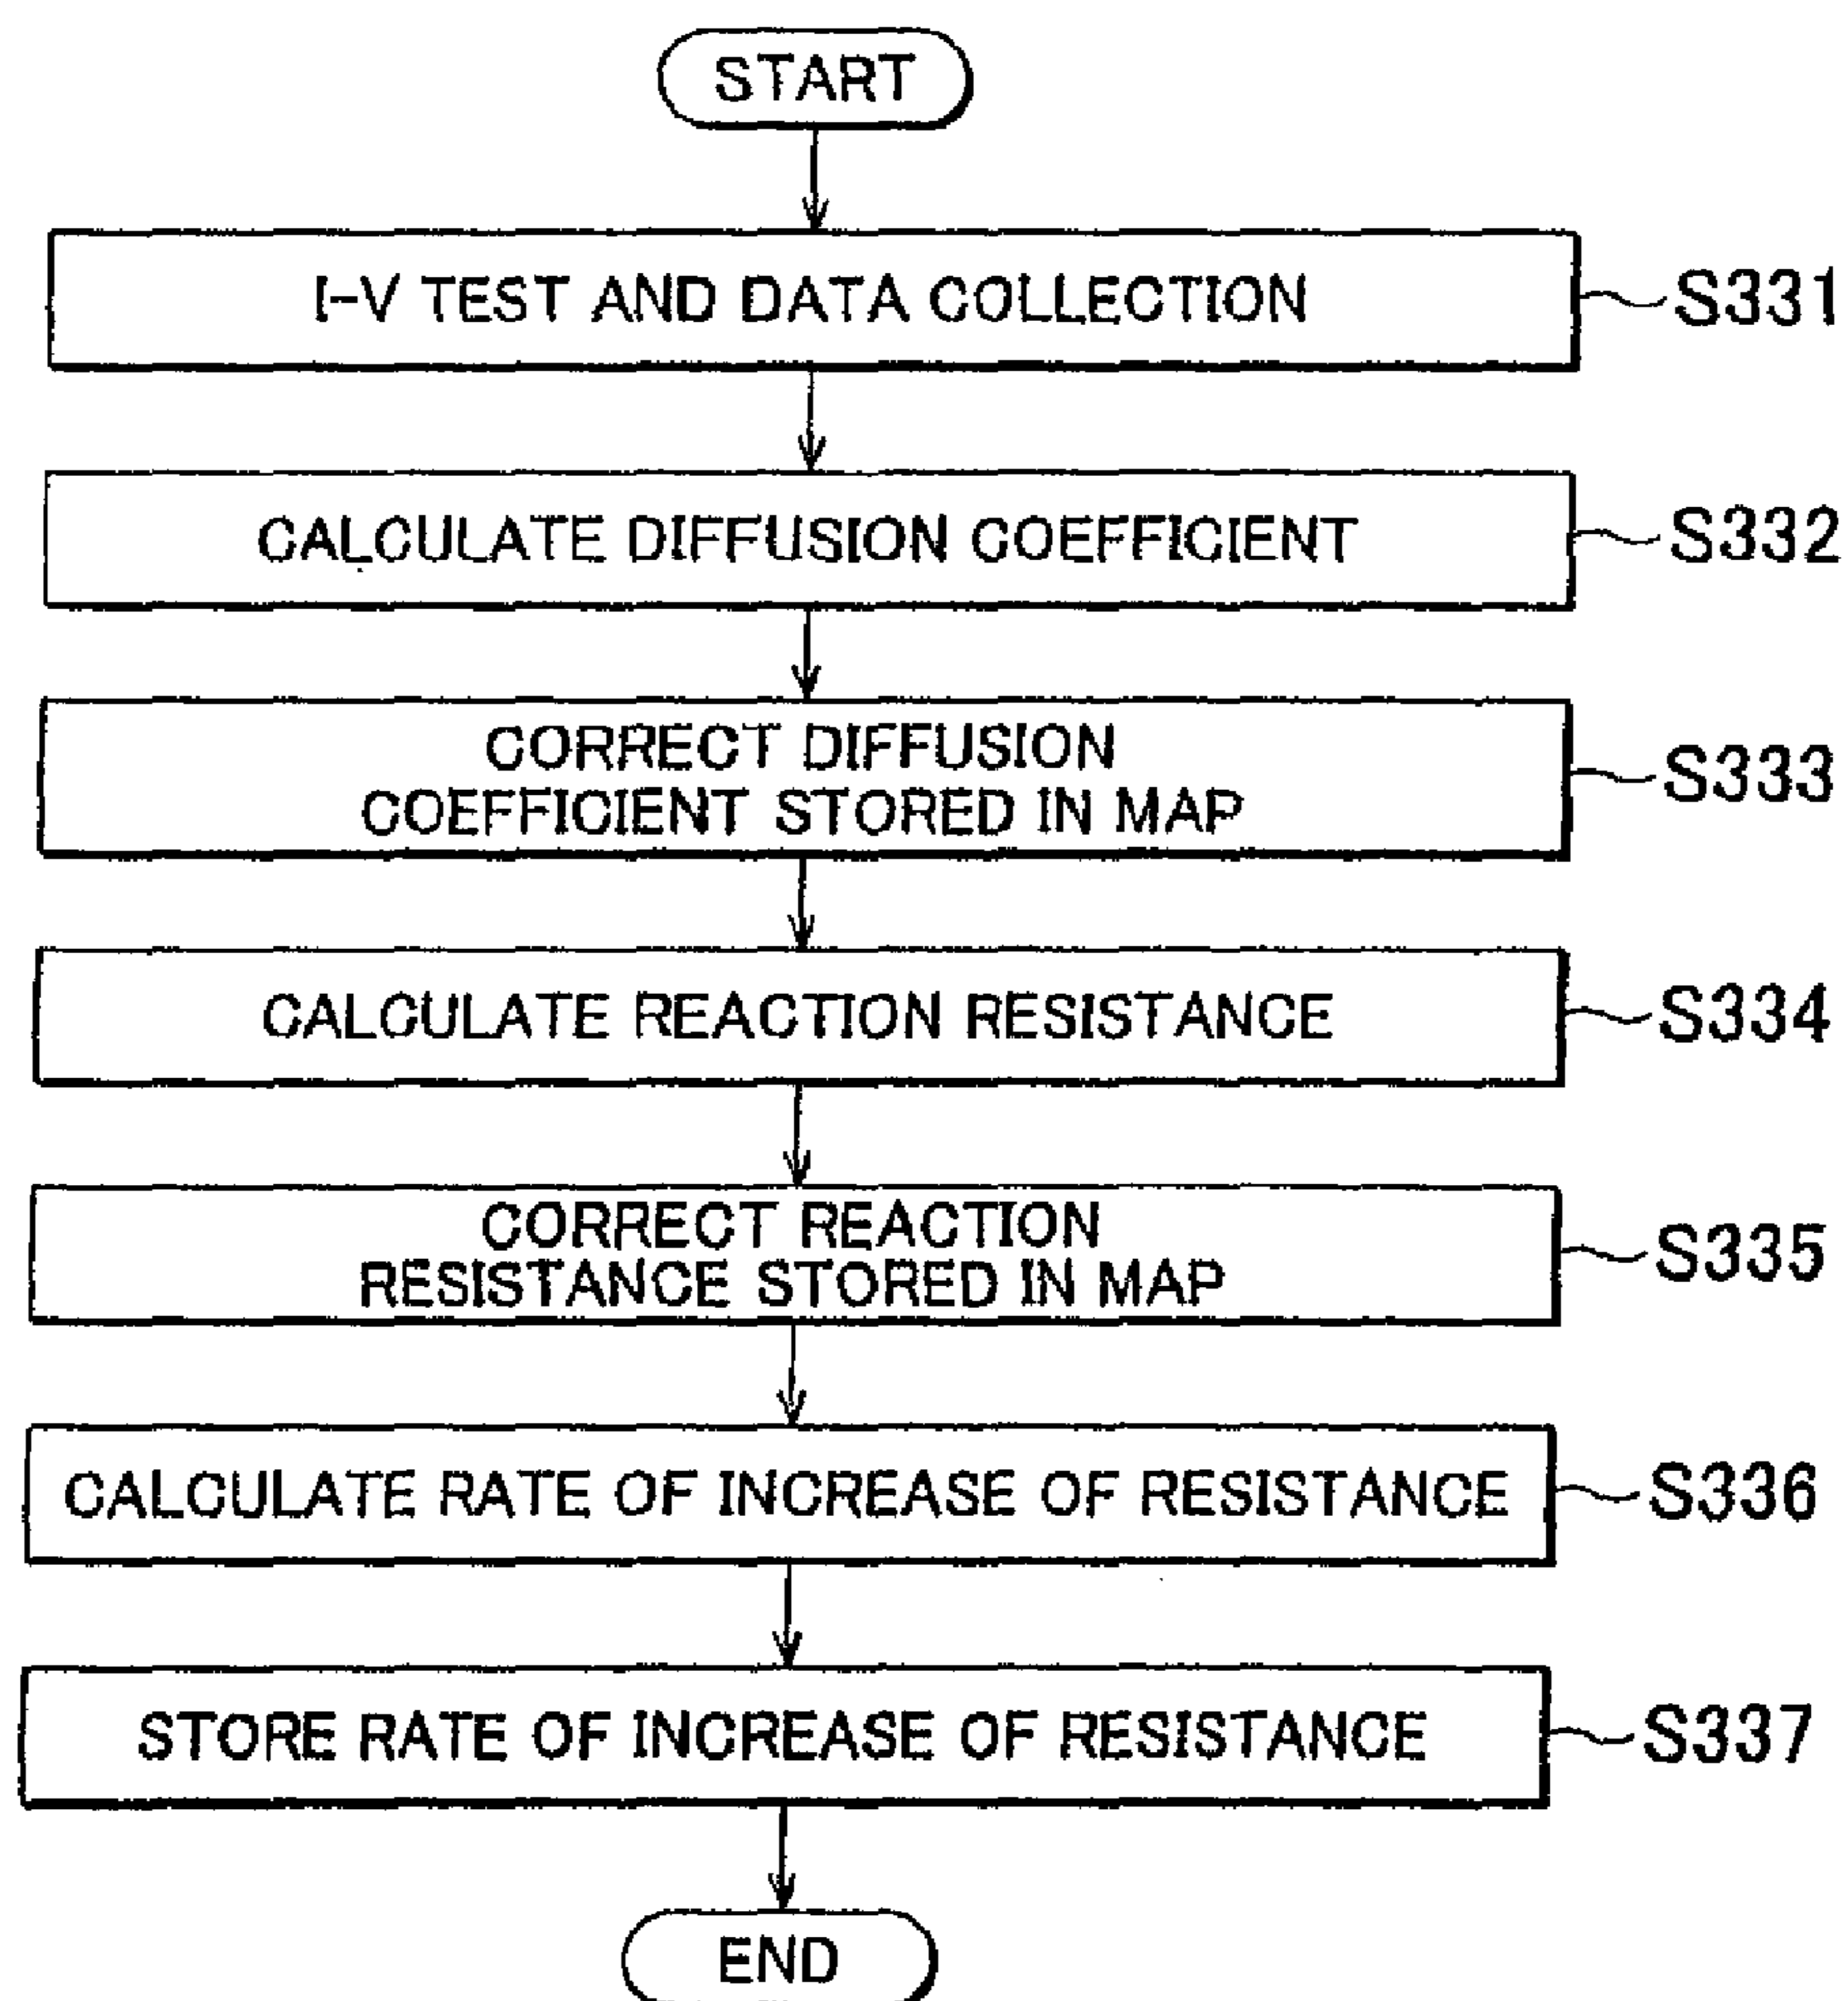 START
I-V TEST AND DATA COLLECTION
S331
CALCULATE DIFFUSION COEFFICIENT
S332
CORRECT DIFFUSION
COEFFICIENT STORED IN MAP
S333
CALCULATE REACTION RESISTANCE
S334
CORRECT REACTION
RESISTANCE STORED IN MAP
S335
CALCULATE RATE OF INCREASE OF RESISTANCE
S336
STORE RATE OF INCREASE OF RESISTANCE
S337
END